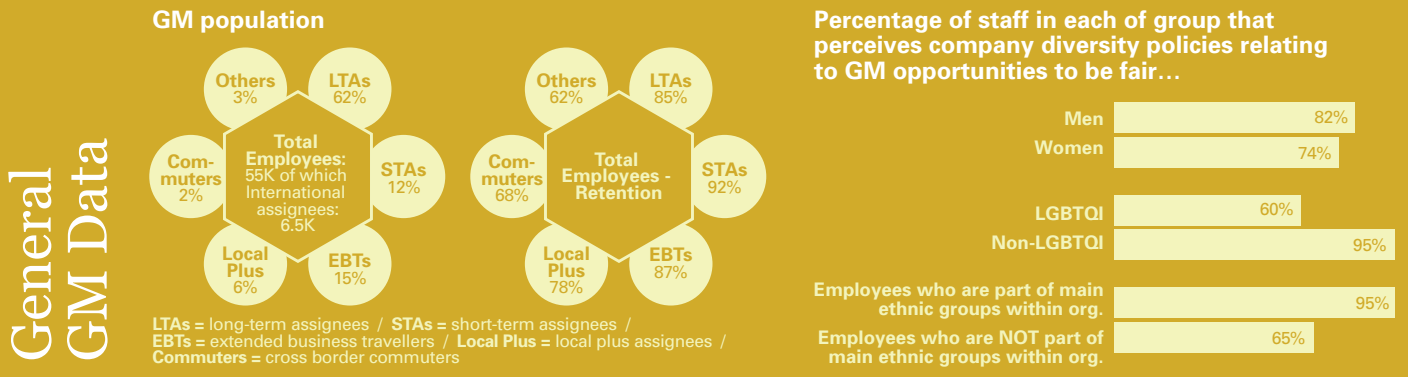 General
GM Data
GM population
Others
3%
LTAs
62%
Com-
muters
2%
Total
Employees:
55K of which
International
assignees:
6.5K
STAs
12%
Local
Plus
6%
EBTs
15%
Others
62%
LTAs
85%
Com-
muters
68%
Total
Employees -
Retention
STAs
92%
Local
Plus
78%
EBTs
87%
LTAs = long-term assignees / STAs = short-term assignees /
EBTs = extended business travellers / Local Plus = local plus assignees /
Commuters = cross border commuters
Percentage of staff in each of group that
perceives company diversity policies relating
to GM opportunities to be fair…
Men 82%
Women 74%
LGBTQI 60%
Non-LGBTQI 95%
Employees who are part of main
ethnic groups within org. 95%
Employees who are NOT part of
main ethnic groups within org. 65%